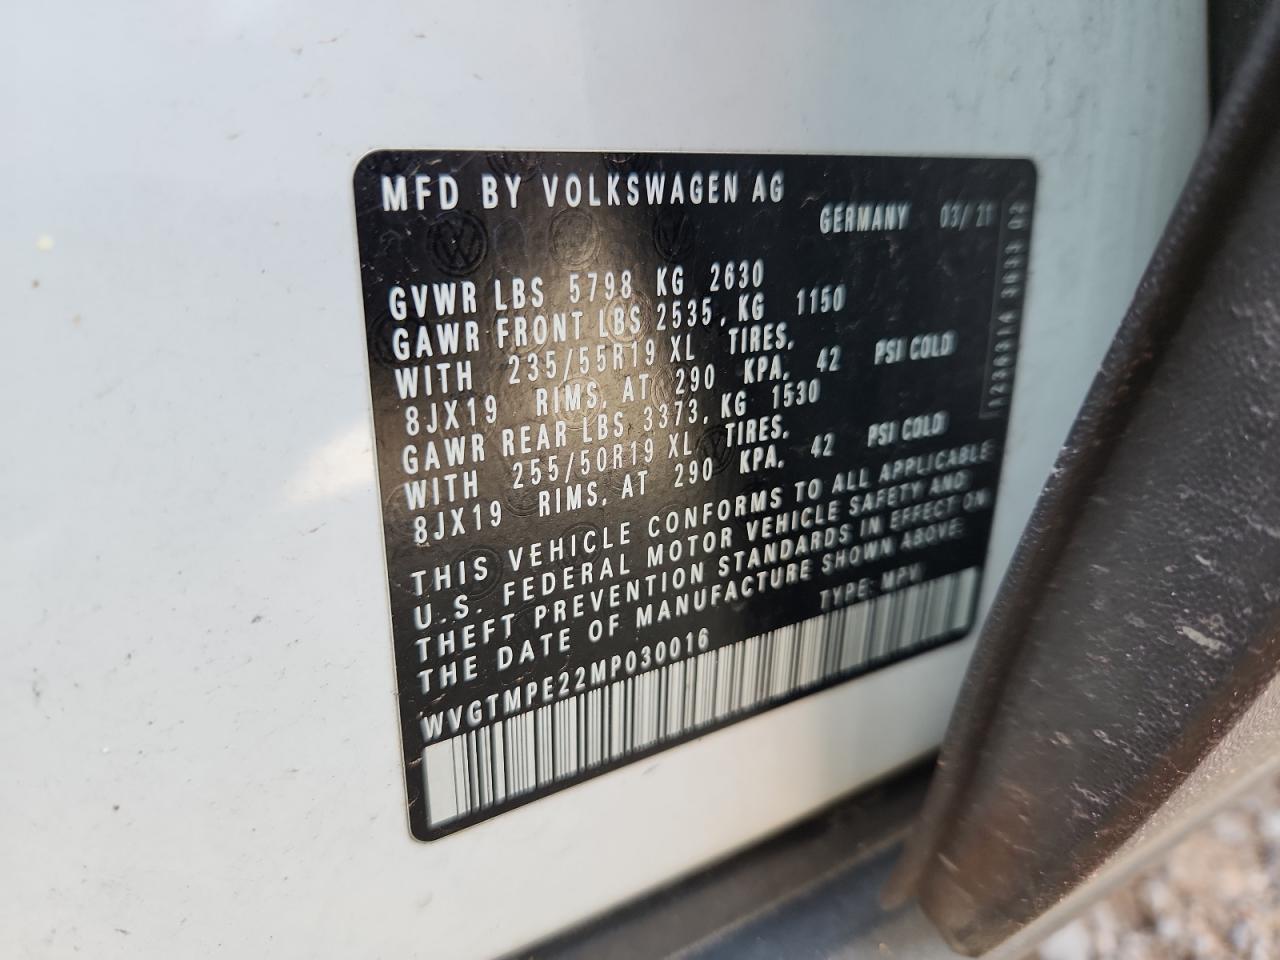 MFD BY VOLKSWAGEN AG
GERMANY 03/21
GVWR LBS 5798 KG 2630
GAWR FRONT LBS 2535, KG 1150
WITH 235/55R19 XL TIRES,
8JX19 RIMS, AT 290 KPA, 42 PSI COLD
GAWR REAR LBS 3373, KG 1530
WITH 255/50R19 XL TIRES,
8JX19 RIMS, AT 290 KPA, 42 PSI COLD
THIS VEHICLE CONFORMS TO ALL APPLICABLE
U.S. FEDERAL MOTOR VEHICLE SAFETY AND
THEFT PREVENTION STANDARDS IN EFFECT ON
THE DATE OF MANUFACTURE SHOWN ABOVE.
WVGTMPE22MP030016 TYPE: MPV